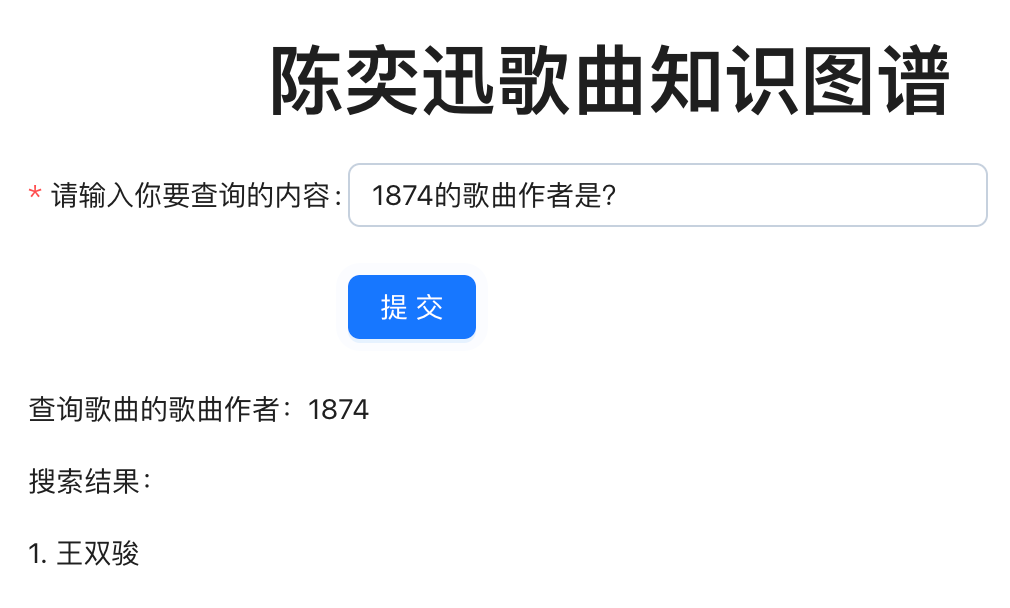 陈奕迅歌曲知识图谱
* 请输入你要查询的内容: 1874的歌曲作者是?
提 交
查询歌曲的歌曲作者：1874
搜索结果：
1. 王双骏